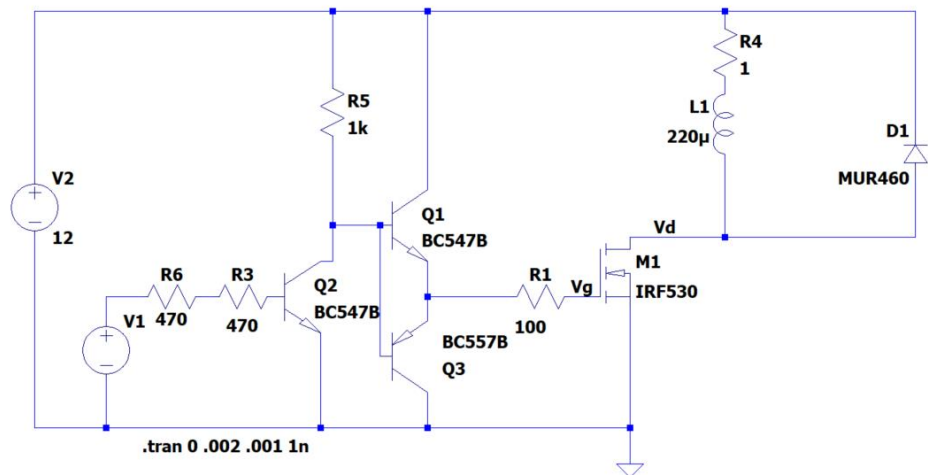 R4
1
R5
1k
L1
220µ
D1
MUR460
V2
12
Q1
BC547B
Vd
M1
IRF530
R6
470
R3
470
Q2
BC547B
R1
100
Vg
V1
BC557B
Q3
.tran 0 .002 .001 1n